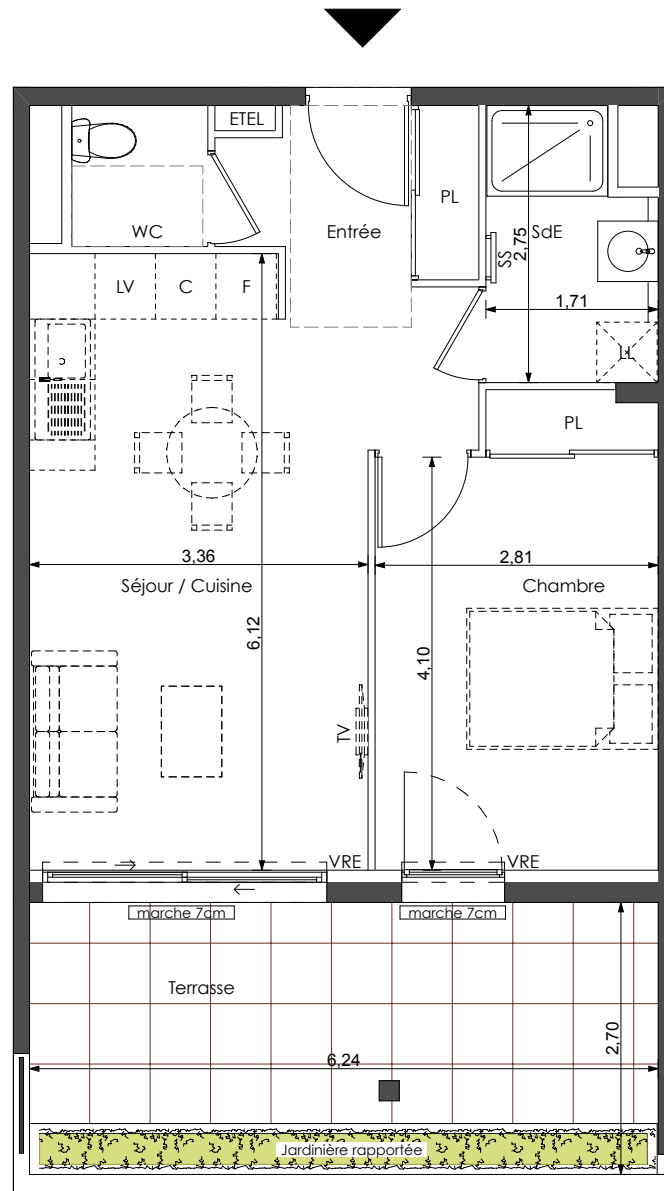 ETEL
WC
Entrée
PL
SdE
SS
2,75
LV
C
F
1,71
LL
PL
3,36
2,81
Séjour / Cuisine
Chambre
6,12
4,10
TV
VRE
VRE
marche 7cm
marche 7cm
Terrasse
2,70
6,24
Jardinière rapportée